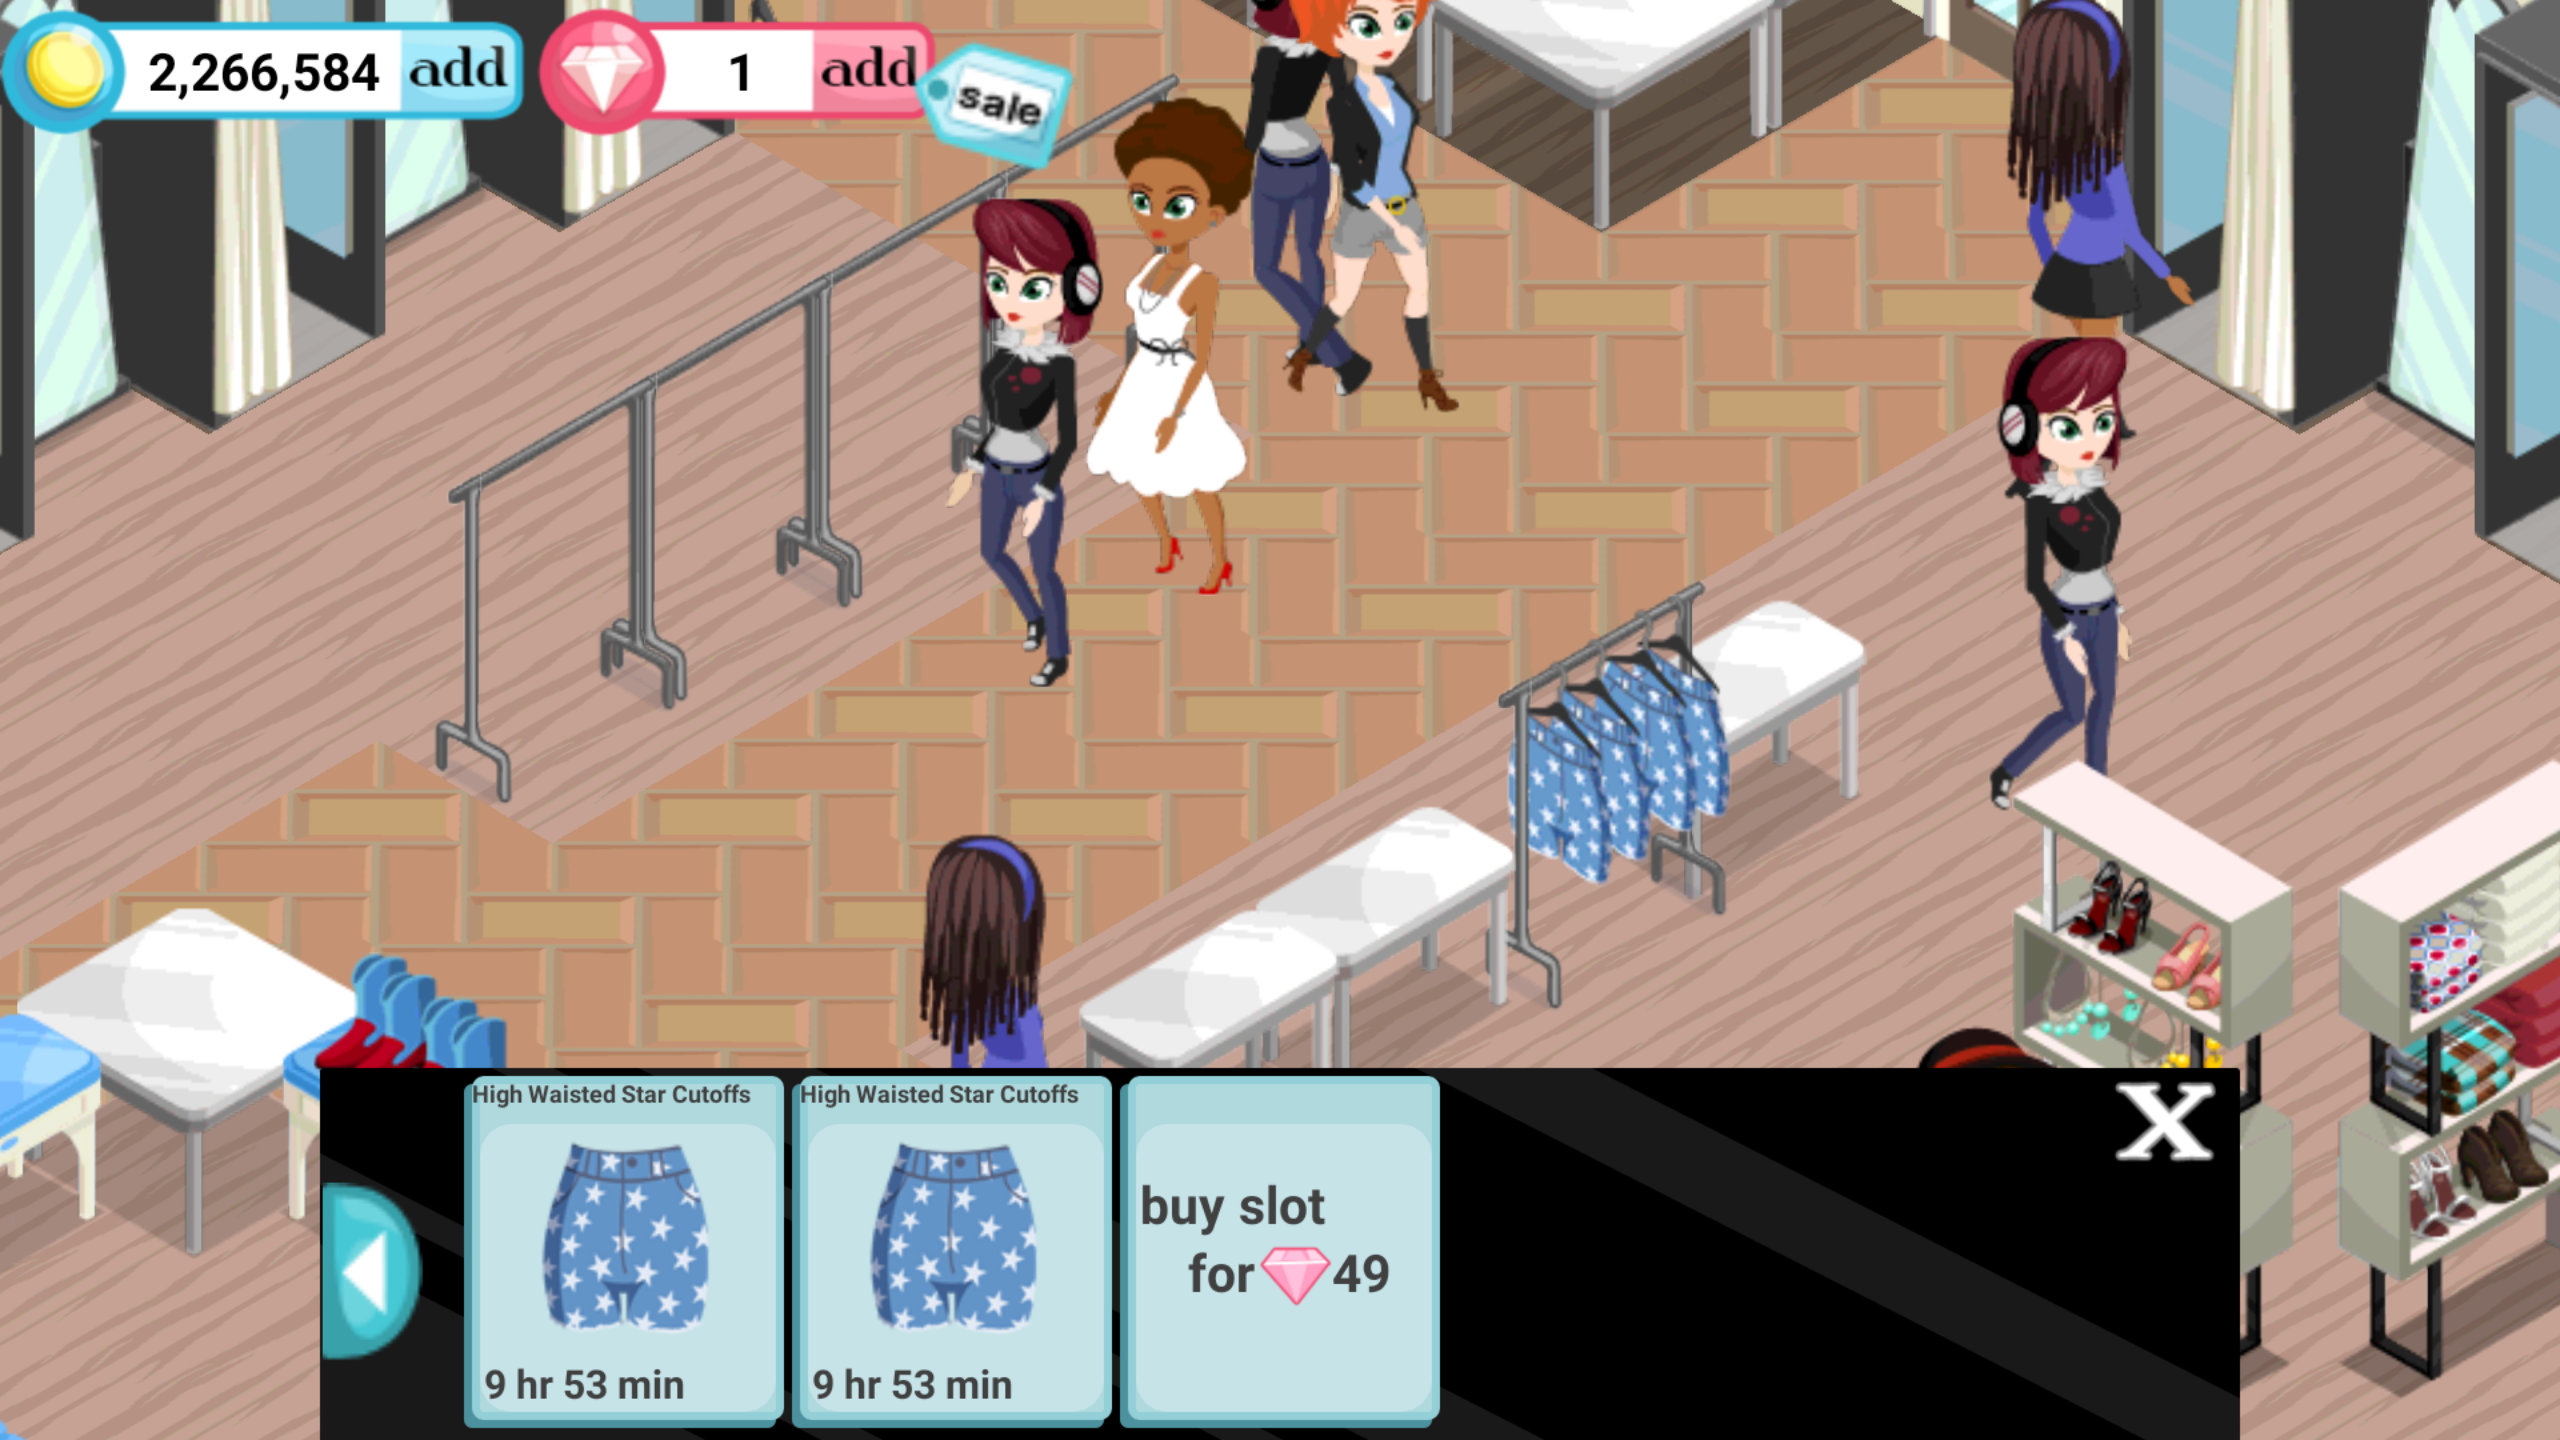 2,266,584 add
1 add
sale
High Waisted Star Cutoffs
9 hr 53 min
High Waisted Star Cutoffs
9 hr 53 min
buy slot
for 49
X